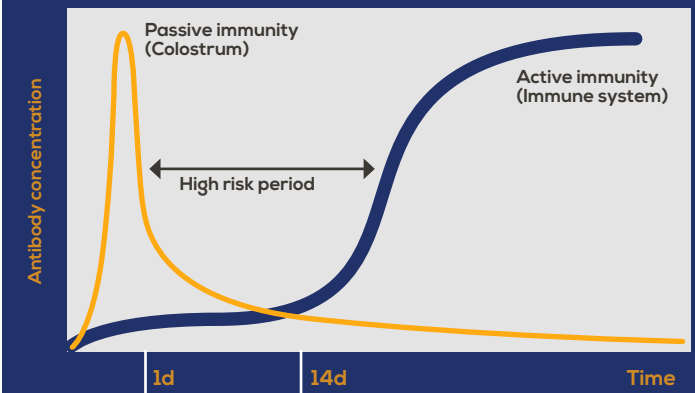 Passive immunity
(Colostrum)
Active immunity
(Immune system)
High risk period
Antibody concentration
1d
14d
Time